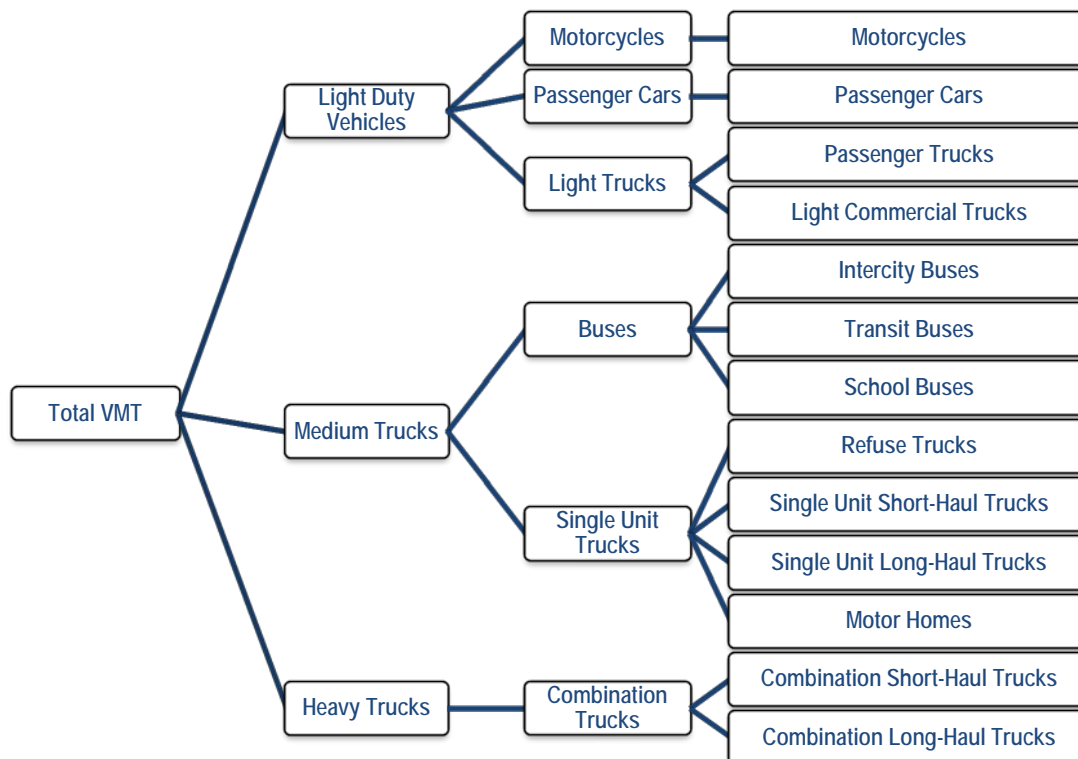 Motorcycles
Motorcycles
Light Duty
Vehicles
Passenger Cars
Passenger Cars
Light Trucks
Passenger Trucks
Light Commercial Trucks
Total VMT
Medium Trucks
Buses
Intercity Buses
Transit Buses
School Buses
Single Unit
Trucks
Refuse Trucks
Single Unit Short-Haul Trucks
Single Unit Long-Haul Trucks
Motor Homes
Heavy Trucks
Combination
Trucks
Combination Short-Haul Trucks
Combination Long-Haul Trucks